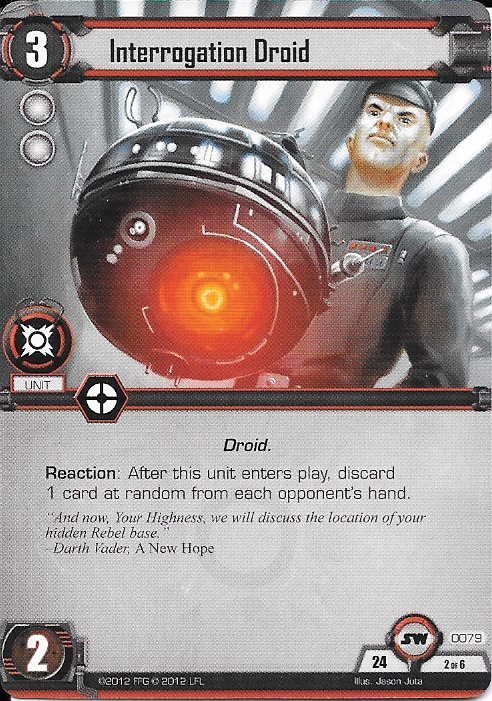 3
Interrogation Droid
UNIT
Droid.
Reaction: After this unit enters play, discard
1 card at random from each opponent's hand.
"And now, Your Highness, we will discuss the location of your
hidden Rebel base."
–Darth Vader, A New Hope
2
SW
0079
24
2 OF 6
©2012 FFG © 2012 LFL
Illus. Jason Juta